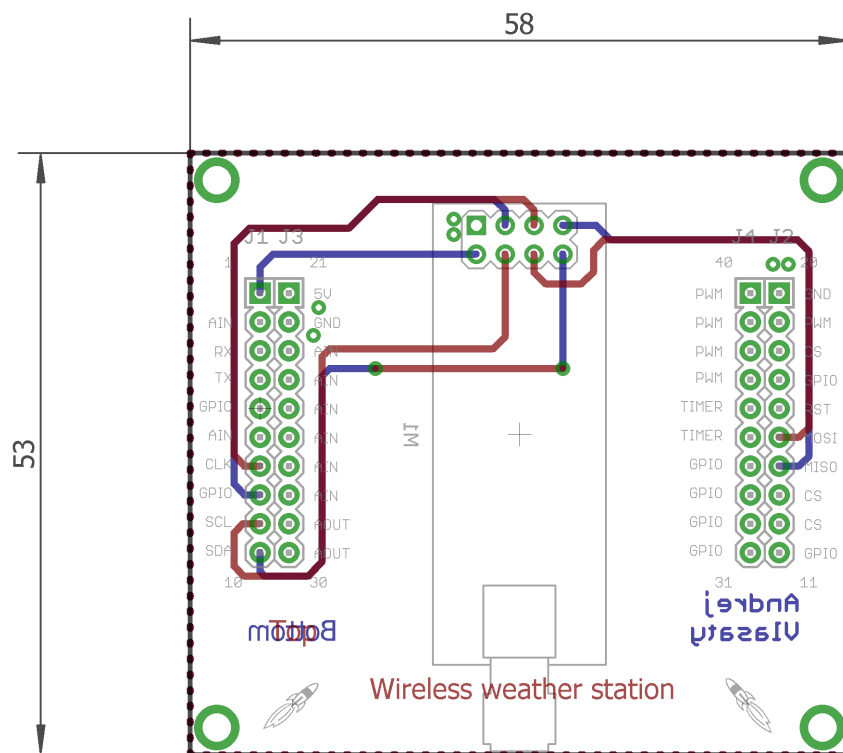 58
53
J1 J3
J4 J2
1 21
40 20
5V
PWM GND
AIN GND
PWM PWM
RX AIN
PWM CS
TX AIN
PWM GPIO
GPIO AIN
TIMER RST
AIN AIN
TIMER MOSI
CLK AIN
GPIO MISO
GPIO AIN
GPIO CS
SCL AOUT
GPIO CS
SDA AOUT
GPIO GPIO
10 30
31 11
M1
Andrej
Vlasaty
Bottom
Top
Wireless weather station